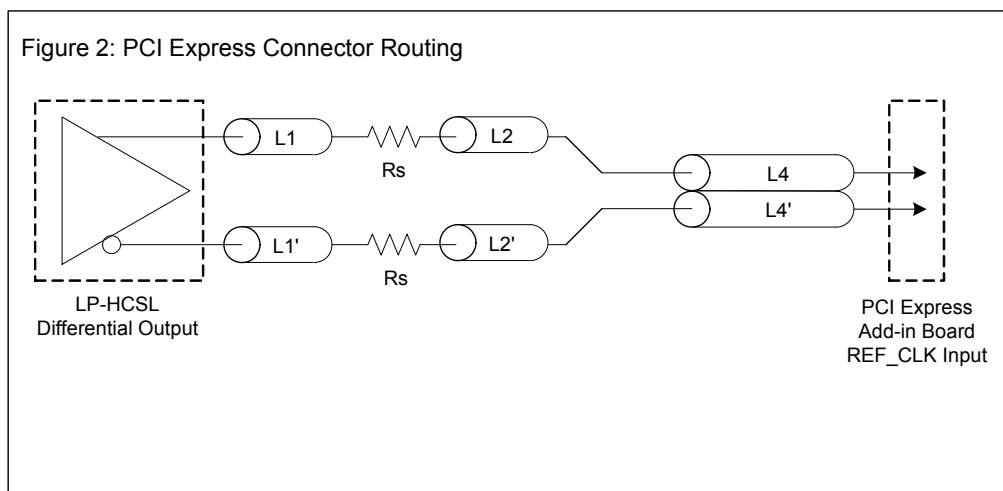 Figure 2: PCI Express Connector Routing
L1
Rs
L2
L4
L4'
L1'
Rs
L2'
LP-HCSL
Differential Output
PCI Express
Add-in Board
REF_CLK Input